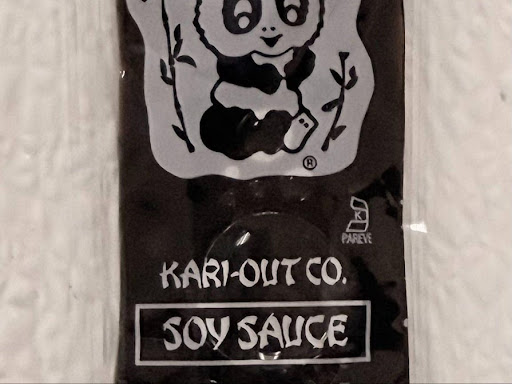 ®
K
PAREVE
KARI-OUT CO.
SOY SAUCE